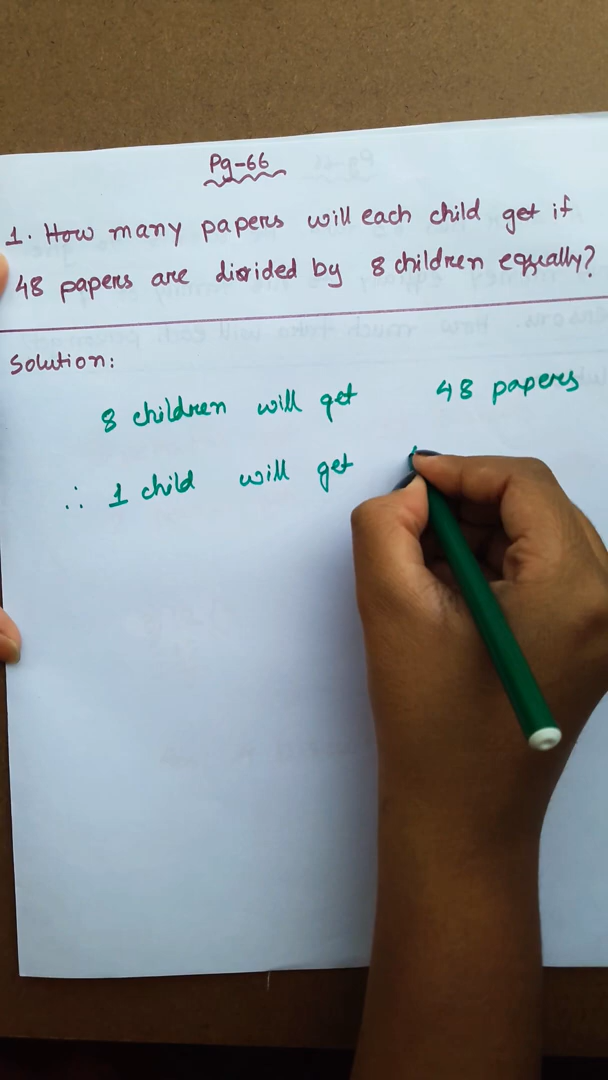 Pg-66
1. How many papers will each child get if
48 papers are divided by 8 children equally?
Solution:
8 children will get 48 papers
∴ 1 child will get